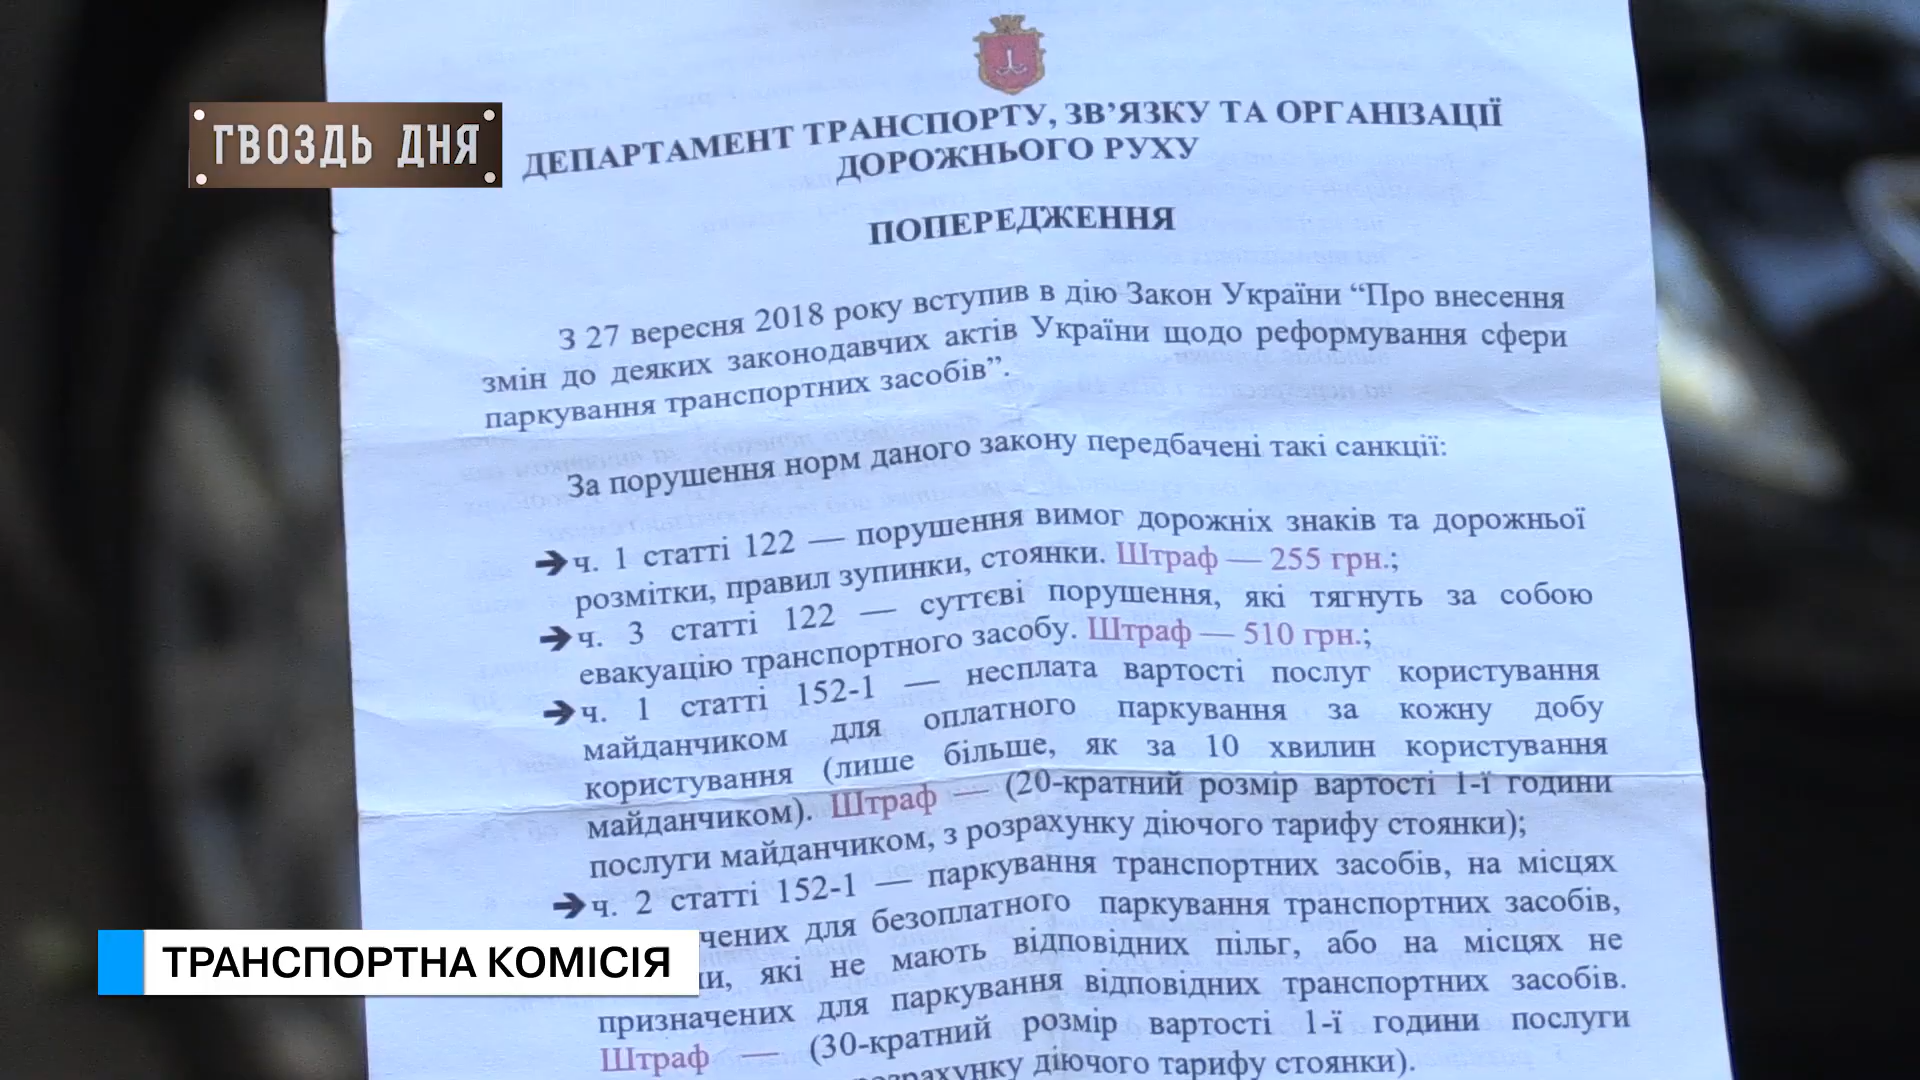 ГВОЗДЬ ДНЯ
ДЕПАРТАМЕНТ ТРАНСПОРТУ, ЗВ’ЯЗКУ ТА ОРГАНІЗАЦІЇ
ДОРОЖНЬОГО РУХУ
ПОПЕРЕДЖЕННЯ
З 27 вересня 2018 року вступив в дію Закон України “Про внесення
змін до деяких законодавчих актів України щодо реформування сфери
паркування транспортних засобів”.
За порушення норм даного закону передбачені такі санкції:
➔ ч. 1 статті 122 — порушення вимог дорожніх знаків та дорожньої
розмітки, правил зупинки, стоянки. Штраф — 255 грн.;
➔ ч. 3 статті 122 — суттєві порушення, які тягнуть за собою
евакуацію транспортного засобу. Штраф — 510 грн.;
➔ ч. 1 статті 152-1 — несплата вартості послуг користування
майданчиком для оплатного паркування за кожну добу
користування (лише більше, як за 10 хвилин користування
майданчиком). Штраф — (20-кратний розмір вартості 1-ї години
послуги майданчиком, з розрахунку діючого тарифу стоянки);
➔ ч. 2 статті 152-1 — паркування транспортних засобів, на місцях
чених для безоплатного паркування транспортних засобів,
ми, які не мають відповідних пільг, або на місцях не
призначених для паркування відповідних транспортних засобів.
Штраф — (30-кратний розмір вартості 1-ї години послуги
розрахунку діючого тарифу стоянки).
ТРАНСПОРТНА КОМІСІЯ